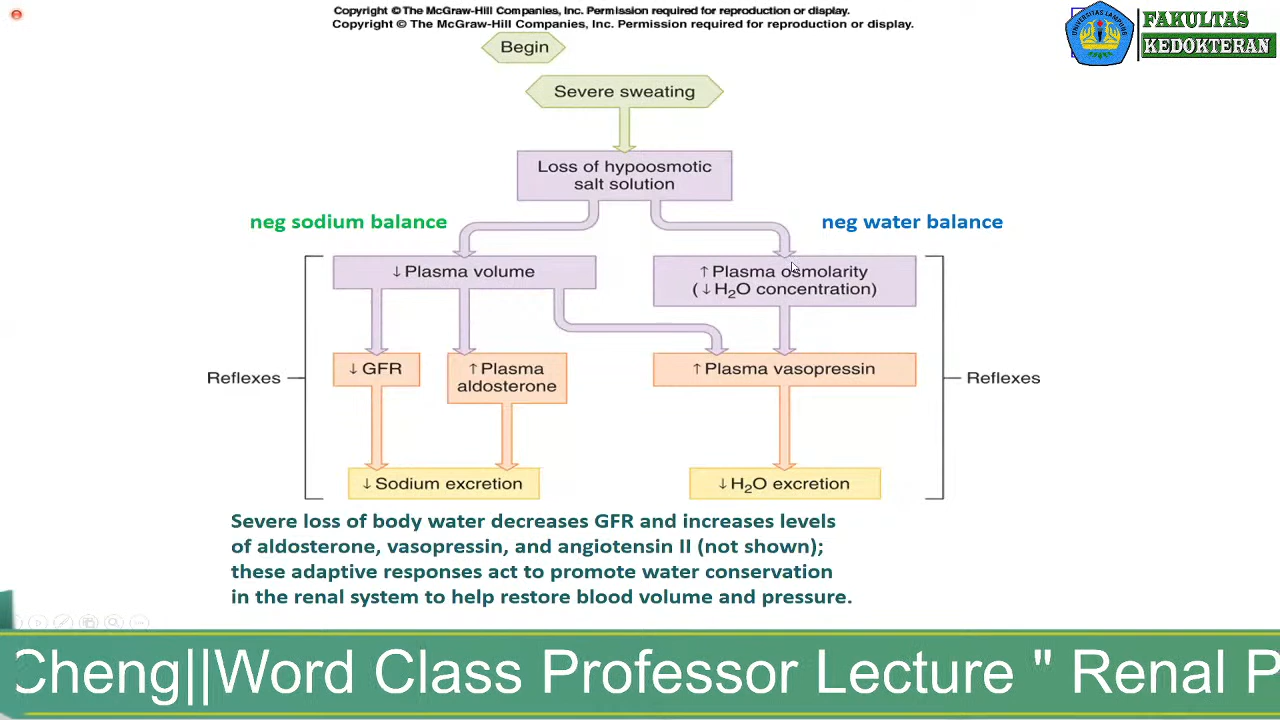 Copyright © The McGraw-Hill Companies, Inc. Permission required for reproduction or display.
Copyright © The McGraw-Hill Companies, Inc. Permission required for reproduction or display.
UNIVERSITAS LAMPUNG
FAKULTAS
KEDOKTERAN
Begin
Severe sweating
Loss of hypoosmotic
salt solution
neg sodium balance
neg water balance
↓ Plasma volume
↑ Plasma osmolarity
(↓H₂O concentration)
↓ GFR
↑ Plasma
aldosterone
↑ Plasma vasopressin
Reflexes
Reflexes
↓ Sodium excretion
↓ H₂O excretion
Severe loss of body water decreases GFR and increases levels
of aldosterone, vasopressin, and angiotensin II (not shown);
these adaptive responses act to promote water conservation
in the renal system to help restore blood volume and pressure.
Cheng||Word Class Professor Lecture " Renal P